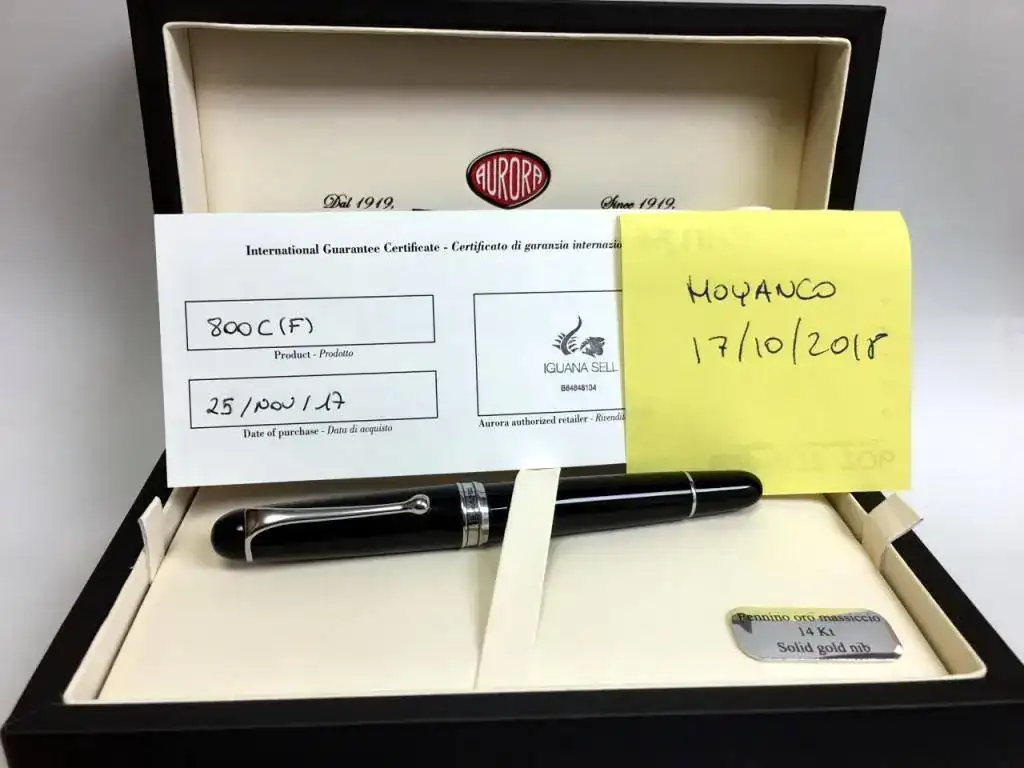 AURORA
Dal 1919,
Since 1919,
International Guarantee Certificate - Certificato di garanzia internazio
800C(F)
Product - Prodotto
25/NOV/17
Date of purchase - Data di acquisto
IGUANA SELL
B84848134
Aurora authorized retailer - Rivendit
MOYANCO
17/10/2018
Pennino oro massiccio
14 Kt
Solid gold nib